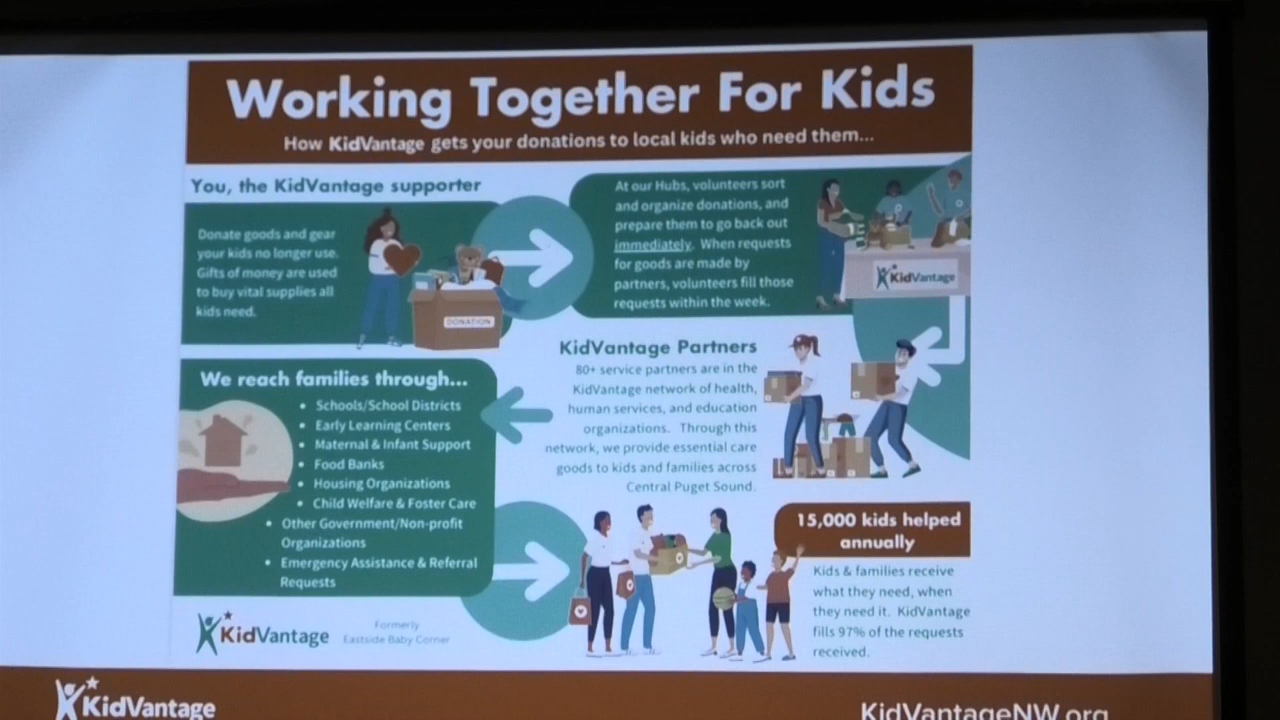 Working Together For Kids
How KidVantage gets your donations to local kids who need them...
You, the KidVantage supporter
Donate goods and gear
your kids no longer use.
Gifts of money are used
to buy vital supplies all
kids need.
DONATION
At our Hubs, volunteers sort
and organize donations, and
prepare them to go back out
immediately. When requests
for goods are made by
partners, volunteers fill those
requests within the week.
KidVantage
KidVantage Partners
80+ service partners are in the
KidVantage network of health,
human services, and education
organizations. Through this
network, we provide essential care
goods to kids and families across
Central Puget Sound.
We reach families through...
• Schools/School Districts
• Early Learning Centers
• Maternal & Infant Support
• Food Banks
• Housing Organizations
• Child Welfare & Foster Care
• Other Government/Non-profit
Organizations
• Emergency Assistance & Referral
Requests
15,000 kids helped
annually
Kids & families receive
what they need, when
they need it. KidVantage
fills 97% of the requests
received.
KidVantage
Formerly
Eastside Baby Corner
KidVantage
KidVantageNW.org